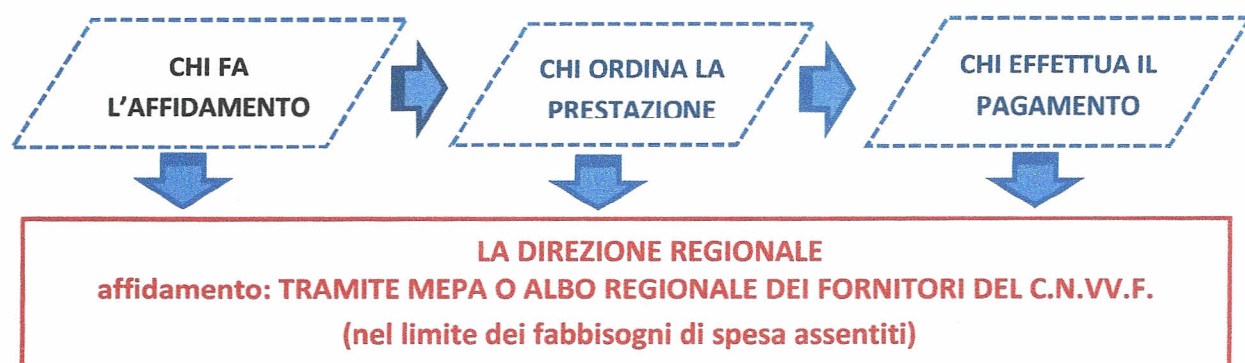 CHI FA
L’AFFIDAMENTO
CHI ORDINA LA
PRESTAZIONE
CHI EFFETTUA IL
PAGAMENTO
LA DIREZIONE REGIONALE
affidamento: TRAMITE MEPA O ALBO REGIONALE DEI FORNITORI DEL C.N.VV.F.
(nel limite dei fabbisogni di spesa assentiti)